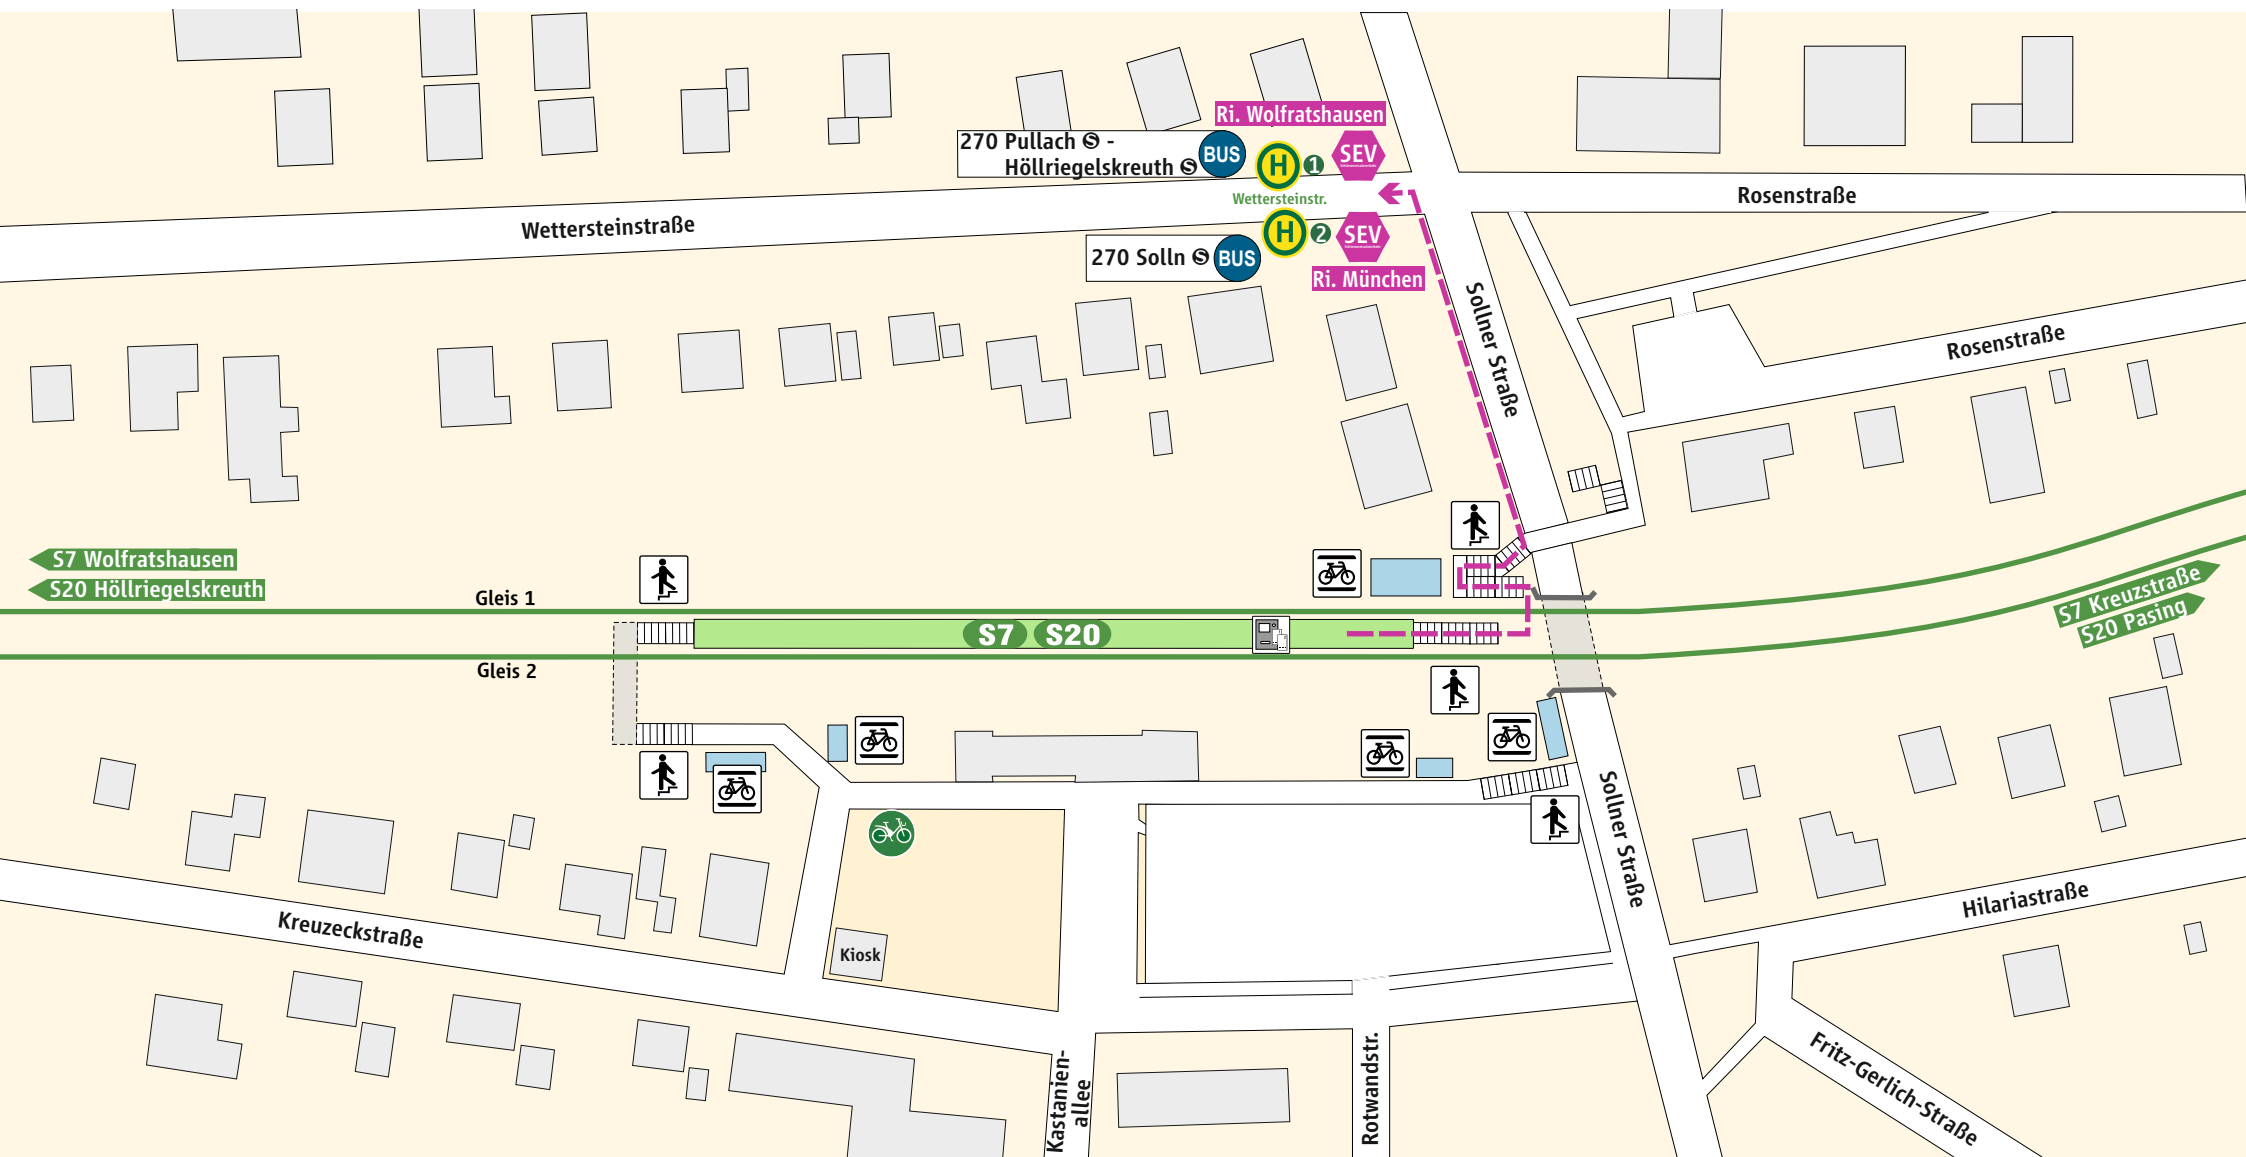 Ri. Wolfratshausen
270 Pullach S -
Höllriegelskreuth S
BUS
H
1
SEV
Wettersteinstr.
Rosenstraße
Wettersteinstraße
H
2
SEV
270 Solln S
BUS
Ri. München
Sollner Straße
Rosenstraße
S7 Wolfratshausen
S20 Höllriegelskreuth
Gleis 1
S7 Kreuzstraße
S20 Pasing
S7
S20
Gleis 2
Sollner Straße
Kreuzeckstraße
Kiosk
Hilariastraße
Kastanien-
allee
Rotwandstr.
Fritz-Gerlich-Straße